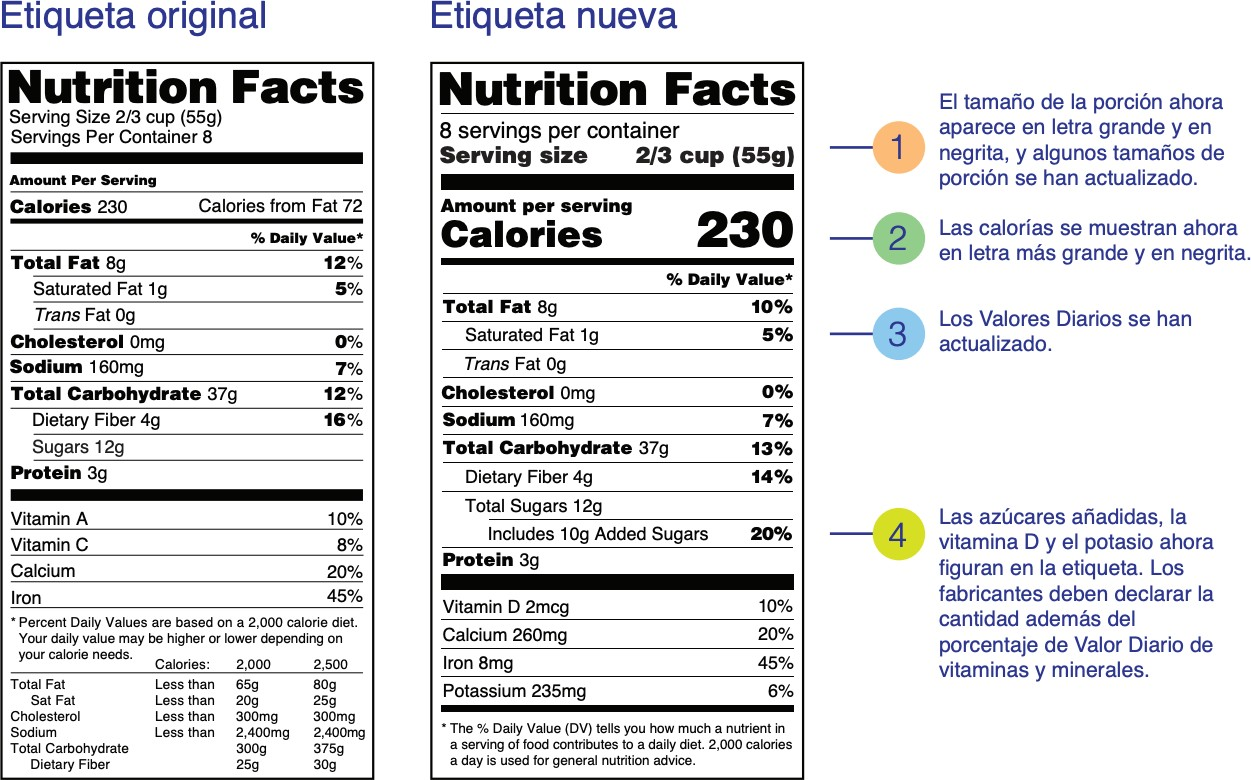 Etiqueta original
Nutrition Facts
Serving Size 2/3 cup (55g)
Servings Per Container 8
Amount Per Serving
Calories 230 Calories from Fat 72
% Daily Value*
Total Fat 8g 12%
Saturated Fat 1g 5%
Trans Fat 0g
Cholesterol 0mg 0%
Sodium 160mg 7%
Total Carbohydrate 37g 12%
Dietary Fiber 4g 16%
Sugars 12g
Protein 3g
Vitamin A 10%
Vitamin C 8%
Calcium 20%
Iron 45%
* Percent Daily Values are based on a 2,000 calorie diet.
Your daily value may be higher or lower depending on
your calorie needs.
Calories: 2,000 2,500
Total Fat Less than 65g 80g
Sat Fat Less than 20g 25g
Cholesterol Less than 300mg 300mg
Sodium Less than 2,400mg 2,400mg
Total Carbohydrate 300g 375g
Dietary Fiber 25g 30g
Etiqueta nueva
Nutrition Facts
8 servings per container
Serving size 2/3 cup (55g)
Amount per serving
Calories 230
% Daily Value*
Total Fat 8g 10%
Saturated Fat 1g 5%
Trans Fat 0g
Cholesterol 0mg 0%
Sodium 160mg 7%
Total Carbohydrate 37g 13%
Dietary Fiber 4g 14%
Total Sugars 12g
Includes 10g Added Sugars 20%
Protein 3g
Vitamin D 2mcg 10%
Calcium 260mg 20%
Iron 8mg 45%
Potassium 235mg 6%
* The % Daily Value (DV) tells you how much a nutrient in
a serving of food contributes to a daily diet. 2,000 calories
a day is used for general nutrition advice.
1
El tamaño de la porción ahora
aparece en letra grande y en
negrita, y algunos tamaños de
porción se han actualizado.
2
Las calorías se muestran ahora
en letra más grande y en negrita.
3
Los Valores Diarios se han
actualizado.
4
Las azúcares añadidas, la
vitamina D y el potasio ahora
figuran en la etiqueta. Los
fabricantes deben declarar la
cantidad además del
porcentaje de Valor Diario de
vitaminas y minerales.